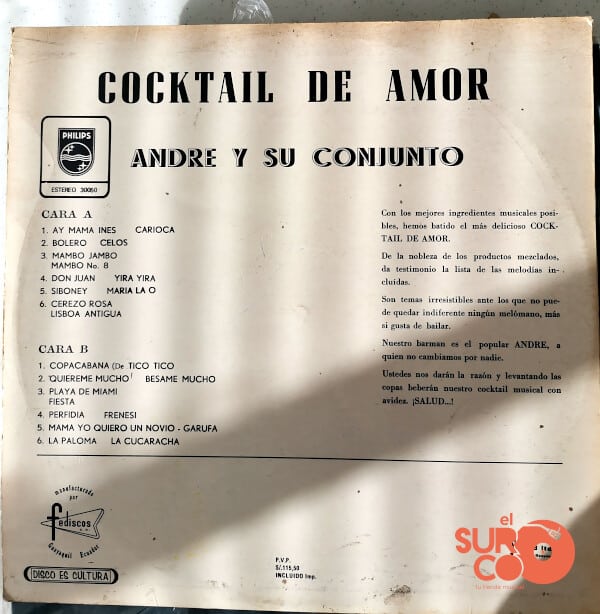 COCKTAIL DE AMOR
PHILIPS
ESTEREO 30050
ANDRE Y SU CONJUNTO
CARA A
1. AY MAMA INES CARIOCA
2. BOLERO CELOS
3. MAMBO JAMBO
MAMBO No. 8
4. DON JUAN YIRA YIRA
5. SIBONEY MARIA LA O
6. CEREZO ROSA
LISBOA ANTIGUA
CARA B
1. COPACABANA (De TICO TICO
2. 'QUIEREME MUCHO' BESAME MUCHO
3. PLAYA DE MIAMI
FIESTA
4. PERFIDIA FRENESI
5. MAMA YO QUIERO UN NOVIO - GARUFA
6. LA PALOMA LA CUCARACHA
Con los mejores ingredientes musicales posi-
bles, hemos batido el más delicioso COCK-
TAIL DE AMOR.
De la nobleza de los productos mezclados,
da testimonio la lista de las melodías in-
cluídas.
Son temas irresistibles ante los que no pue-
de quedar indiferente ningún melómano, más
si gusta de bailar.
Nuestro barman es el popular ANDRE, a
quien no cambiamos por nadie.
Ustedes nos darán la razón y levantando las
copas beberán nuestro cocktail musical con
avidez. ¡SALUD...!
manufacturado
por
fediscos
Guayaquil Ecuador
DISCO ES CULTURA
P.V.P.
S/.115,50
INCLUIDO Imp.
el
SURCO
tu tienda musical